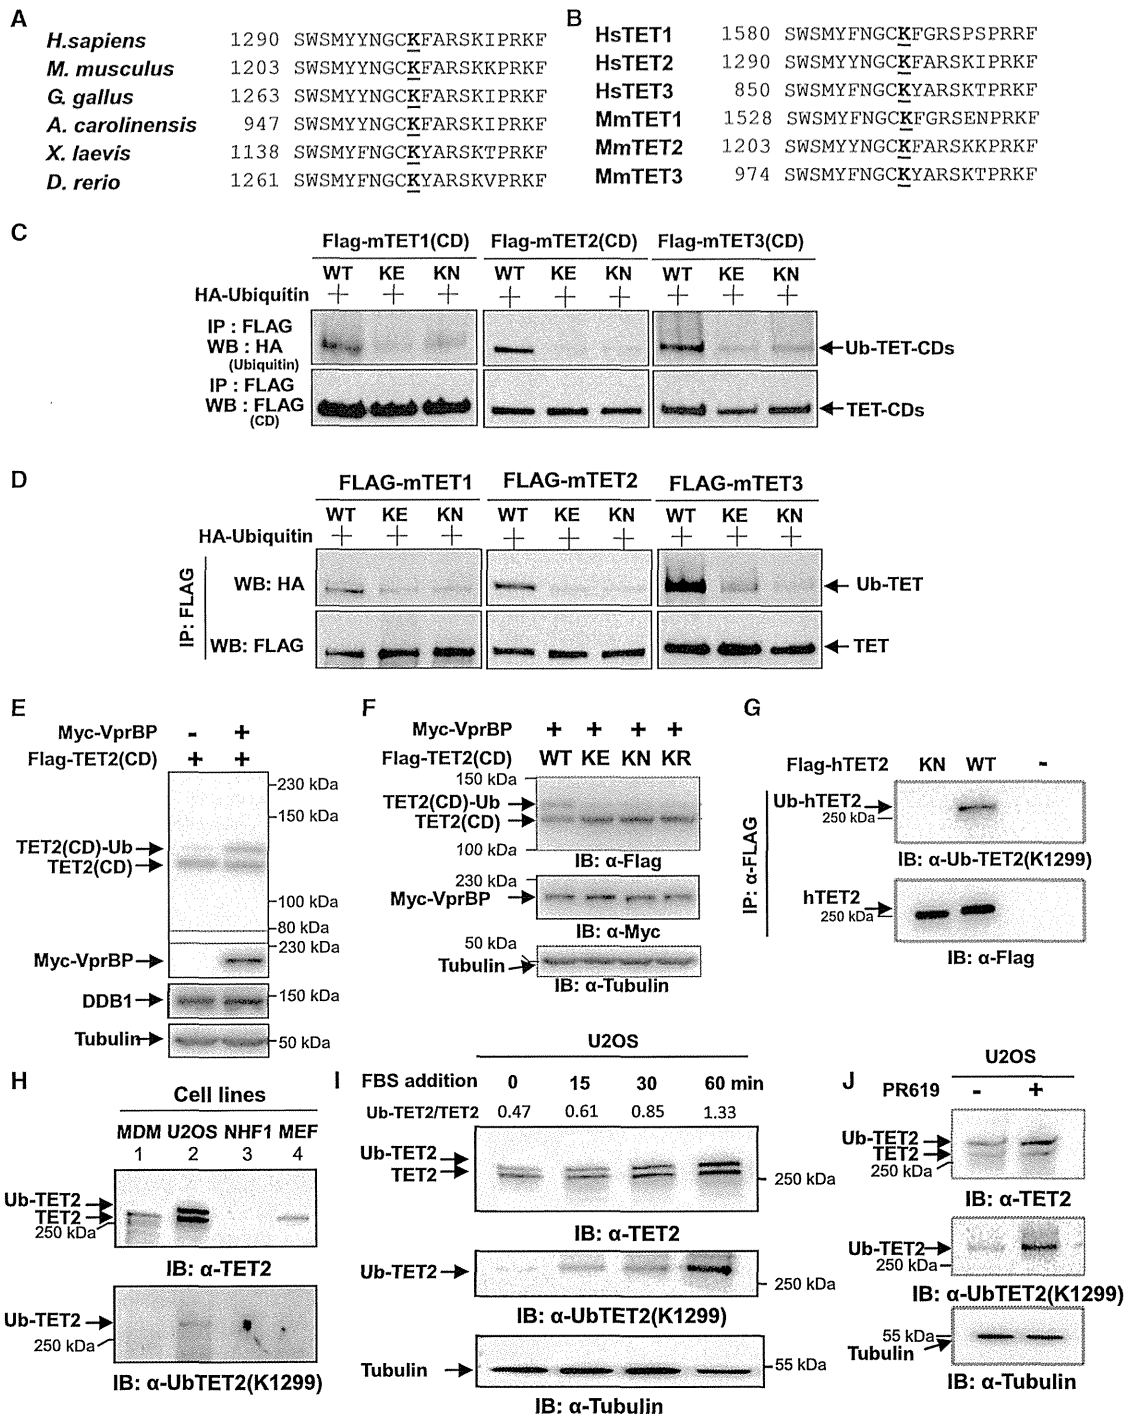 A
H.sapiens 1290 SWSMYYNGCKFARSKIPRKF
M. musculus 1203 SWSMYYNGCKFARSKKPRKF
G. gallus 1263 SWSMYYNGCKFARSKIPRKF
A. carolinensis 947 SWSMYYNGCKFARSKIPRKF
X. laevis 1138 SWSMYYNGCKYARSKTPRKF
D. rerio 1261 SWSMYFNGCKYARSKVPRKF
B
HsTET1 1580 SWSMYFNGCKFGRSPSPRRF
HsTET2 1290 SWSMYYNGCKFARSKIPRKF
HsTET3 850 SWSMYFNGCKYARSKTPRKF
MmTET1 1528 SWSMYYNGCKFGRSENPRKF
MmTET2 1203 SWSMYYNGCKFARSKKPRKF
MmTET3 974 SWSMYFNGCKYARSKTPRKF
C
Flag-mTET1(CD) Flag-mTET2(CD) Flag-mTET3(CD)
WT KE KN WT KE KN WT KE KN
HA-Ubiquitin + + + + + + + + +
IP : FLAG
WB : HA
(Ubiquitin)
Ub-TET-CDs
IP : FLAG
WB : FLAG
(CD)
TET-CDs
D
FLAG-mTET1 FLAG-mTET2 FLAG-mTET3
WT KE KN WT KE KN WT KE KN
HA-Ubiquitin + + + + + + + + +
IP: FLAG
WB: HA
Ub-TET
WB: FLAG
TET
E
Myc-VprBP - +
Flag-TET2(CD) + +
230 kDa
150 kDa
TET2(CD)-Ub
TET2(CD)
100 kDa
80 kDa
230 kDa
Myc-VprBP
DDB1
150 kDa
Tubulin
50 kDa
F
Myc-VprBP + + + +
Flag-TET2(CD) WT KE KN KR
150 kDa
TET2(CD)-Ub
TET2(CD)
100 kDa
IB: α-Flag
230 kDa
Myc-VprBP
IB: α-Myc
50 kDa
Tubulin
IB: α-Tubulin
G
Flag-hTET2 KN WT -
IP: α-FLAG
Ub-hTET2
250 kDa
IB: α-Ub-TET2(K1299)
hTET2
250 kDa
IB: α-Flag
H
Cell lines
MDM U2OS NHF1 MEF
1 2 3 4
Ub-TET2
TET2
250 kDa
IB: α-TET2
Ub-TET2
250 kDa
IB: α-UbTET2(K1299)
I
U2OS
FBS addition 0 15 30 60 min
Ub-TET2/TET2 0.47 0.61 0.85 1.33
Ub-TET2
TET2
250 kDa
IB: α-TET2
Ub-TET2
250 kDa
IB: α-UbTET2(K1299)
Tubulin
55 kDa
IB: α-Tubulin
J
U2OS
PR619 - +
Ub-TET2
TET2
250 kDa
IB: α-TET2
Ub-TET2
250 kDa
IB: α-UbTET2(K1299)
55 kDa
Tubulin
IB: α-Tubulin